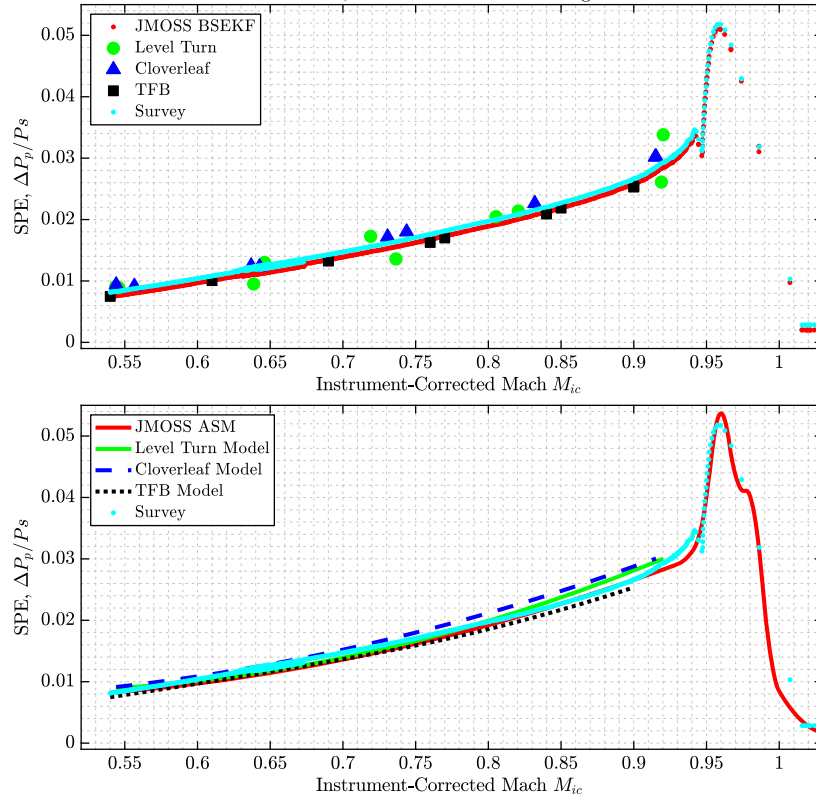 JMOSS BSEKF
Level Turn
Cloverleaf
TFB
Survey
0.05
0.04
0.03
0.02
0.01
0
SPE, ΔP_p/Ps
0.55 0.6 0.65 0.7 0.75 0.8 0.85 0.9 0.95 1
Instrument-Corrected Mach M_ic
JMOSS ASM
Level Turn Model
Cloverleaf Model
TFB Model
Survey
0.05
0.04
0.03
0.02
0.01
0
SPE, ΔP_p/Ps
0.55 0.6 0.65 0.7 0.75 0.8 0.85 0.9 0.95 1
Instrument-Corrected Mach M_ic